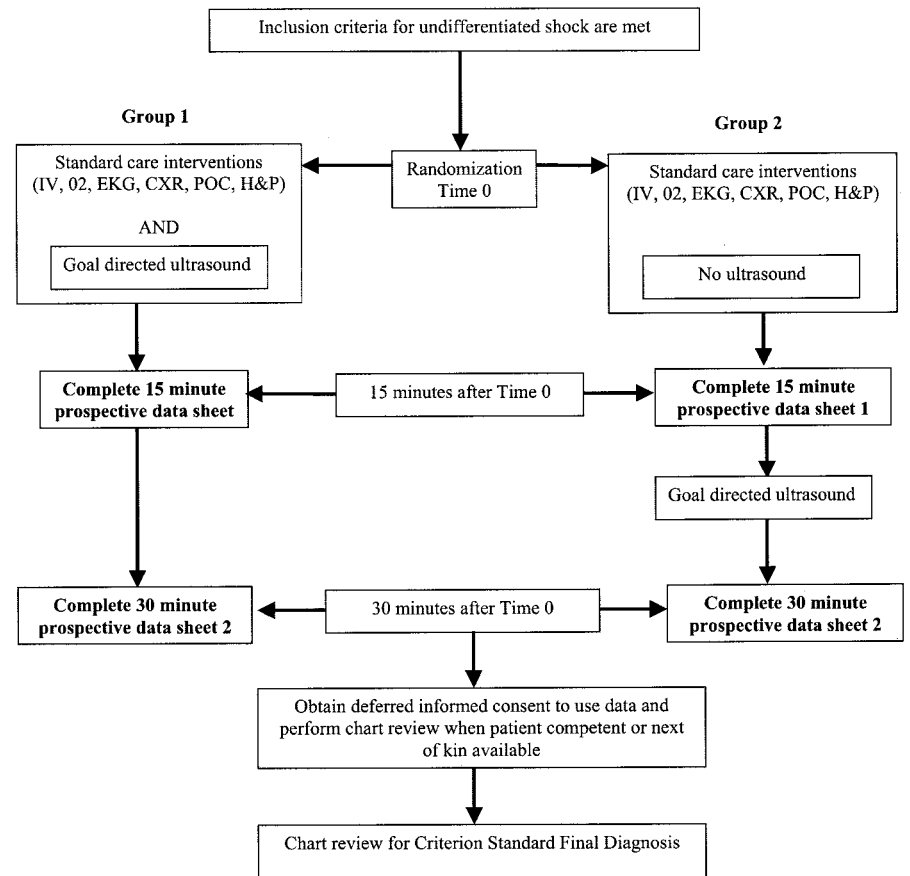 Inclusion criteria for undifferentiated shock are met
Group 1
Group 2
Standard care interventions
(IV, 02, EKG, CXR, POC, H&P)
AND
Goal directed ultrasound
Randomization
Time 0
Standard care interventions
(IV, 02, EKG, CXR, POC, H&P)
No ultrasound
Complete 15 minute
prospective data sheet
15 minutes after Time 0
Complete 15 minute
prospective data sheet 1
Goal directed ultrasound
Complete 30 minute
prospective data sheet 2
30 minutes after Time 0
Complete 30 minute
prospective data sheet 2
Obtain deferred informed consent to use data and
perform chart review when patient competent or next
of kin available
Chart review for Criterion Standard Final Diagnosis